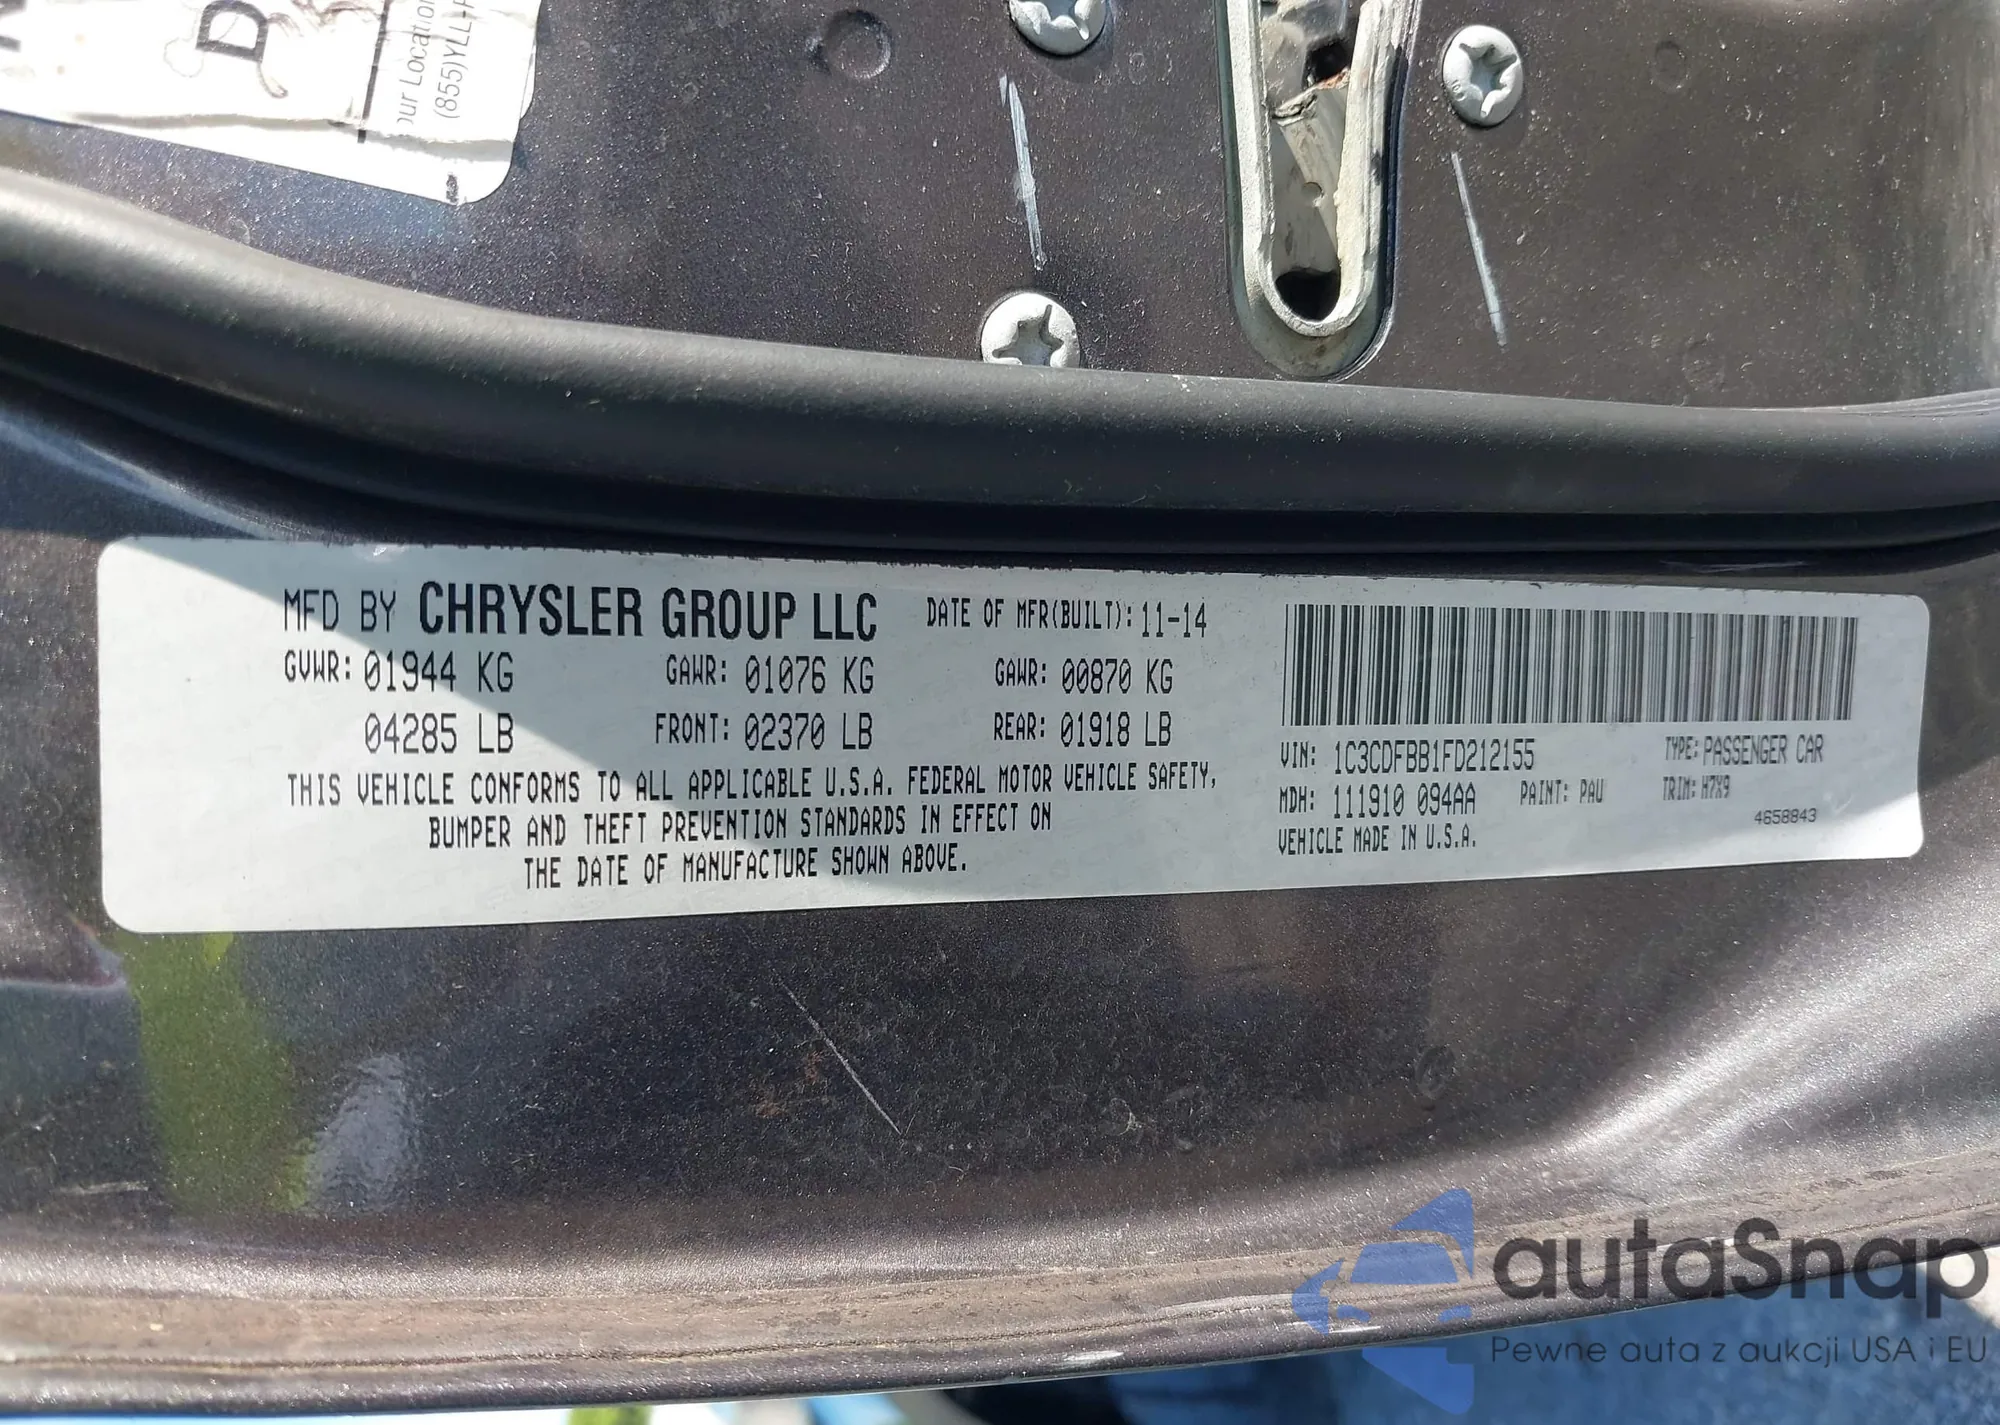 D
our Location
(855)YLL-
MFD BY CHRYSLER GROUP LLC DATE OF MFR(BUILT): 11-14
GVWR: 01944 KG GAWR: 01076 KG GAWR: 00870 KG
04285 LB FRONT: 02370 LB REAR: 01918 LB
THIS VEHICLE CONFORMS TO ALL APPLICABLE U.S.A. FEDERAL MOTOR VEHICLE SAFETY,
BUMPER AND THEFT PREVENTION STANDARDS IN EFFECT ON
THE DATE OF MANUFACTURE SHOWN ABOVE.
VIN: 1C3CDFBB1FD212155 TYPE: PASSENGER CAR
MDH: 111910 094AA PAINT: PAU TRIM: H7X9
VEHICLE MADE IN U.S.A. 4658843
autaSnap
Pewne auta z aukcji USA i EU